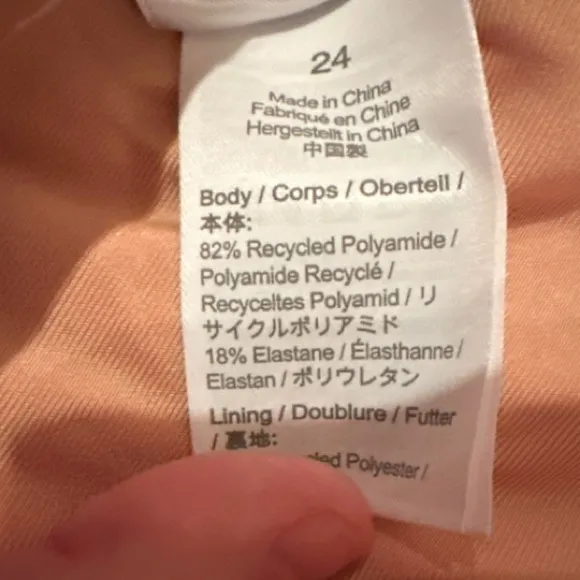 24
Made in China
Fabriqué en Chine
Hergestellt in China
中国製
Body / Corps / Oberteil /
本体:
82% Recycled Polyamide /
Polyamide Recyclé /
Recyceltes Polyamid / リ
サイクルポリアミド
18% Elastane / Élasthanne /
Elastan / ポリウレタン
Lining / Doublure / Futter
/ 裏地:
Polyester /